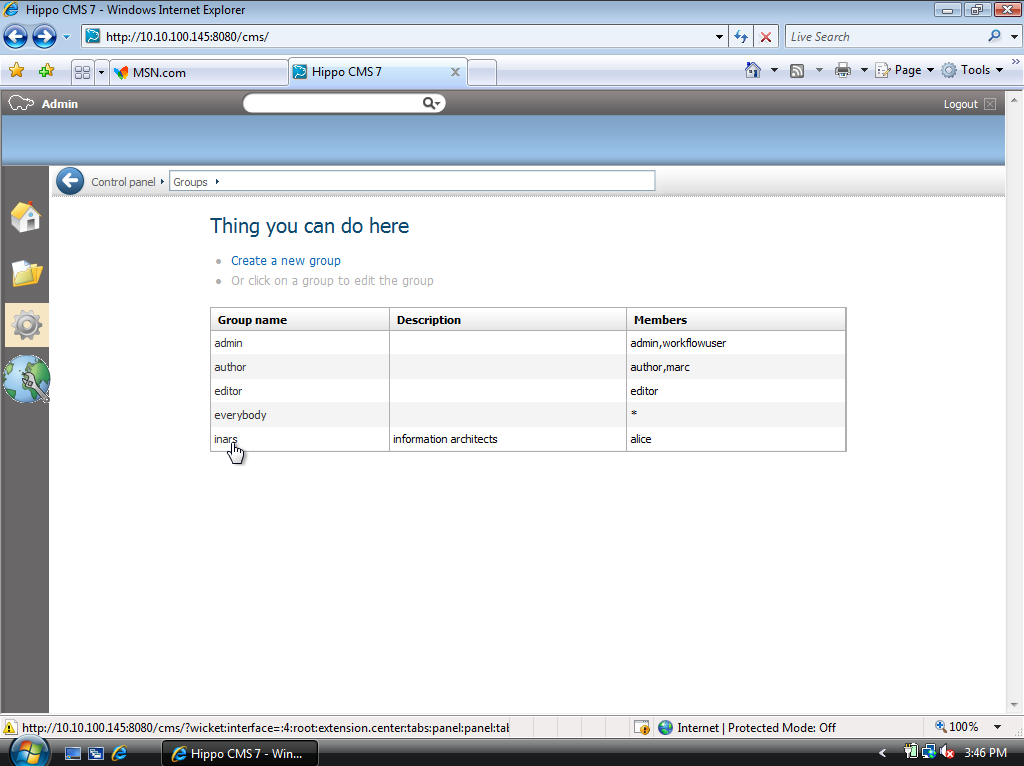 Hippo CMS 7 - Windows Internet Explorer
http://10.10.100.145:8080/cms/
Live Search
MSN.com
Hippo CMS 7
Page
Tools
Admin
Logout
Control panel
Groups
Thing you can do here
Create a new group
Or click on a group to edit the group
Group name Description Members
admin admin,workflowuser
author author,marc
editor editor
everybody *
inars information architects alice
http://10.10.100.145:8080/cms/?wicket:interface=:4:root:extension.center:tabs:panel:panel:tab
Internet | Protected Mode: Off
100%
Hippo CMS 7 - Win...
3:46 PM